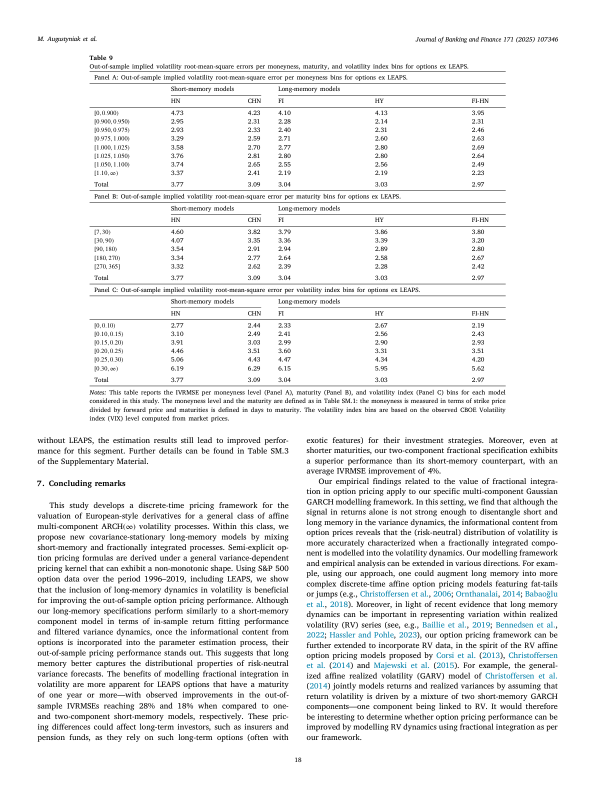 M. Augustyniak et al.
Journal of Banking and Finance 171 (2025) 107346
Table 9
Out-of-sample implied volatility root-mean-square errors per moneyness, maturity, and volatility index bins for options ex LEAPS.
Panel A: Out-of-sample implied volatility root-mean-square error per moneyness bins for options ex LEAPS.
Short-memory models Long-memory models
HN CHN FI HY FI-HN
[0, 0.900) 4.73 4.23 4.10 4.13 3.95
[0.900, 0.950) 2.95 2.31 2.28 2.14 2.31
[0.950, 0.975) 2.93 2.33 2.40 2.31 2.46
[0.975, 1.000) 3.29 2.59 2.71 2.60 2.63
[1.000, 1.025) 3.58 2.70 2.77 2.80 2.69
[1.025, 1.050) 3.76 2.81 2.80 2.80 2.64
[1.050, 1.100) 3.74 2.65 2.55 2.56 2.49
[1.10, ∞) 3.37 2.41 2.19 2.19 2.23
Total 3.77 3.09 3.04 3.03 2.97
Panel B: Out-of-sample implied volatility root-mean-square error per maturity bins for options ex LEAPS.
Short-memory models Long-memory models
HN CHN FI HY FI-HN
[7, 30) 4.60 3.82 3.79 3.86 3.80
[30, 90) 4.07 3.35 3.36 3.39 3.20
[90, 180) 3.54 2.91 2.94 2.89 2.80
[180, 270) 3.34 2.77 2.64 2.58 2.67
[270, 365] 3.32 2.62 2.39 2.28 2.42
Total 3.77 3.09 3.04 3.03 2.97
Panel C: Out-of-sample implied volatility root-mean-square error per volatility index bins for options ex LEAPS.
Short-memory models Long-memory models
HN CHN FI HY FI-HN
[0, 0.10) 2.77 2.44 2.33 2.67 2.19
[0.10, 0.15) 3.10 2.49 2.41 2.56 2.43
[0.15, 0.20) 3.91 3.03 2.99 2.90 2.93
[0.20, 0.25) 4.46 3.51 3.60 3.31 3.51
[0.25, 0.30) 5.06 4.43 4.47 4.34 4.20
[0.30, ∞) 6.19 6.29 6.15 5.95 5.62
Total 3.77 3.09 3.04 3.03 2.97
Notes: This table reports the IVRMSE per moneyness level (Panel A), maturity (Panel B), and volatility index (Panel C) bins for each model
considered in this study. The moneyness level and the maturity are defined as in Table SM.1: the moneyness is measured in terms of strike price
divided by forward price and maturities is defined in days to maturity. The volatility index bins are based on the observed CBOE Volatility
Index (VIX) level computed from market prices.
without LEAPS, the estimation results still lead to improved perfor-
mance for this segment. Further details can be found in Table SM.3
of the Supplementary Material.
7. Concluding remarks
This study develops a discrete-time pricing framework for the
valuation of European-style derivatives for a general class of affine
multi-component ARCH(∞) volatility processes. Within this class, we
propose new covariance-stationary long-memory models by mixing
short-memory and fractionally integrated processes. Semi-explicit op-
tion pricing formulas are derived under a general variance-dependent
pricing kernel that can exhibit a non-monotonic shape. Using S&P 500
option data over the period 1996–2019, including LEAPS, we show
that the inclusion of long-memory dynamics in volatility is beneficial
for improving the out-of-sample option pricing performance. Although
our long-memory specifications perform similarly to a short-memory
component model in terms of in-sample return fitting performance
and filtered variance dynamics, once the informational content from
options is incorporated into the parameter estimation process, their
out-of-sample pricing performance stands out. This suggests that long
memory better captures the distributional properties of risk-neutral
variance forecasts. The benefits of modelling fractional integration in
volatility are more apparent for LEAPS options that have a maturity
of one year or more—with observed improvements in the out-of-
sample IVRMSEs reaching 28% and 18% when compared to one-
and two-component short-memory models, respectively. These pric-
ing differences could affect long-term investors, such as insurers and
pension funds, as they rely on such long-term options (often with
exotic features) for their investment strategies. Moreover, even at
shorter maturities, our two-component fractional specification exhibits
a superior performance than its short-memory counterpart, with an
average IVRMSE improvement of 4%.
Our empirical findings related to the value of fractional integra-
tion in option pricing apply to our specific multi-component Gaussian
GARCH modelling framework. In this setting, we find that although the
signal in returns alone is not strong enough to disentangle short and
long memory in the variance dynamics, the informational content from
option prices reveals that the (risk-neutral) distribution of volatility is
more accurately characterized when a fractionally integrated compo-
nent is modelled into the volatility dynamics. Our modelling framework
and empirical analysis can be extended in various directions. For exam-
ple, using our approach, one could augment long memory into more
complex discrete-time affine option pricing models featuring fat-tails
or jumps (e.g., Christoffersen et al., 2006; Ornthanalai, 2014; Babaoğlu
et al., 2018). Moreover, in light of recent evidence that long memory
dynamics can be important in representing variation within realized
volatility (RV) series (see, e.g., Baillie et al., 2019; Bennedsen et al.,
2022; Hassler and Pohle, 2023), our option pricing framework can be
further extended to incorporate RV data, in the spirit of the RV affine
option pricing models proposed by Corsi et al. (2013), Christoffersen
et al. (2014) and Majewski et al. (2015). For example, the general-
ized affine realized volatility (GARV) model of Christoffersen et al.
(2014) jointly models returns and realized variances by assuming that
return volatility is driven by a mixture of two short-memory GARCH
components—one component being linked to RV. It would therefore
be interesting to determine whether option pricing performance can be
improved by modelling RV dynamics using fractional integration as per
our framework.
18